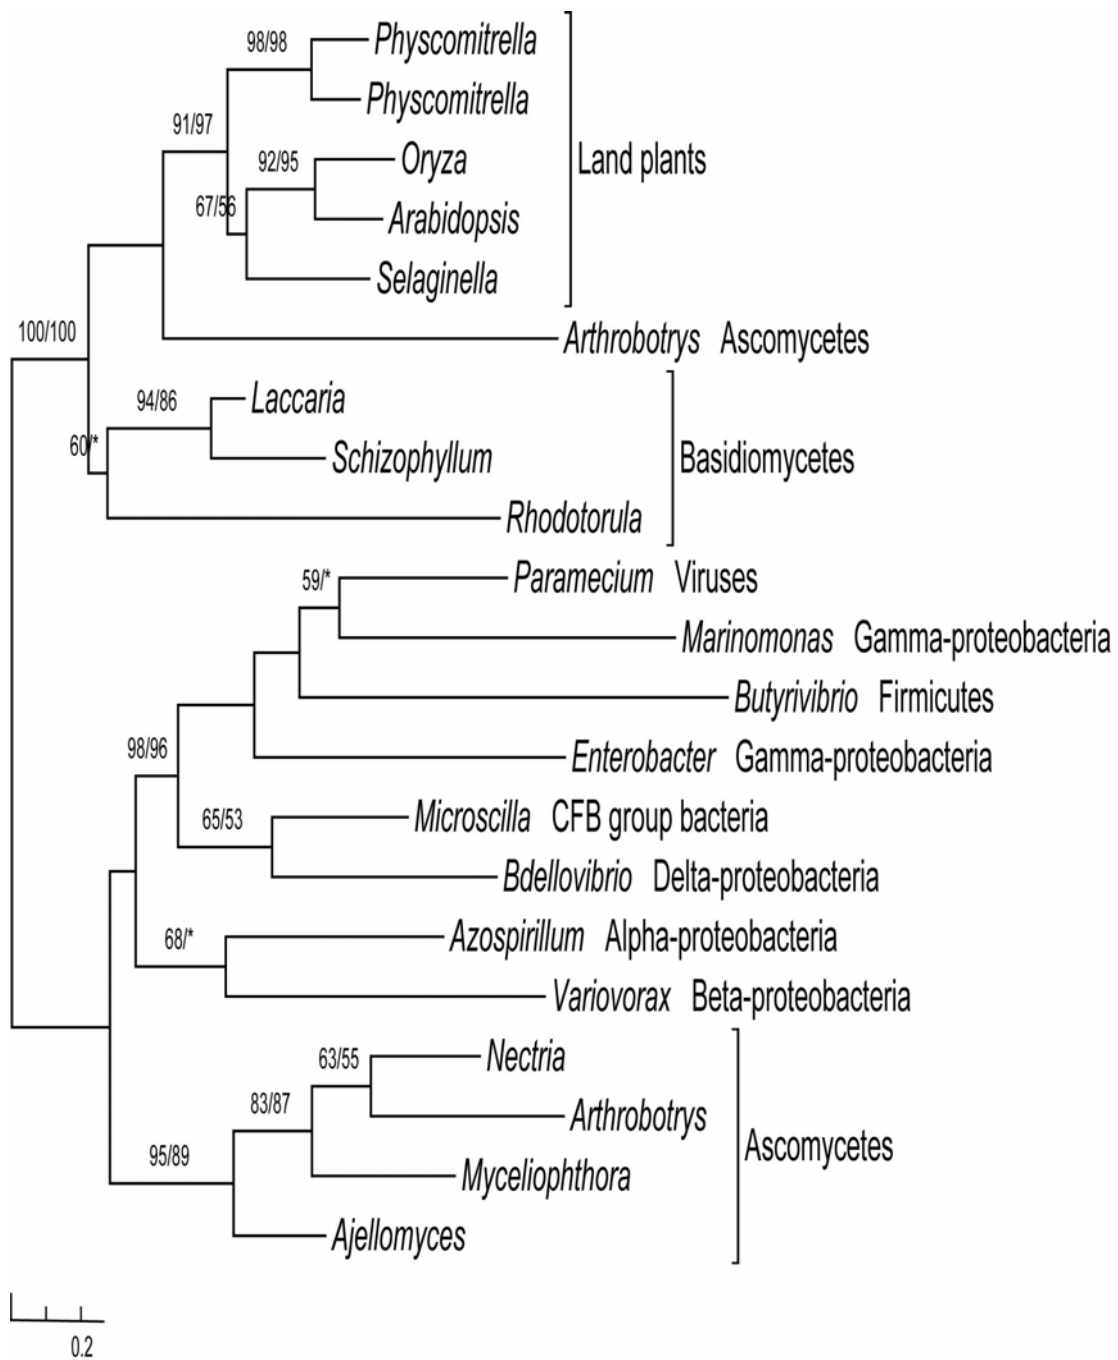 98/98
Physcomitrella
Physcomitrella
91/97
92/95
Oryza
Land plants
67/56
Arabidopsis
Selaginella
100/100
Arthrobotrys Ascomycetes
94/86
Laccaria
60/*
Schizophyllum
Basidiomycetes
Rhodotorula
59/*
Paramecium Viruses
Marinomonas Gamma-proteobacteria
Butyrivibrio Firmicutes
98/96
Enterobacter Gamma-proteobacteria
65/53
Microscilla CFB group bacteria
Bdellovibrio Delta-proteobacteria
68/*
Azospirillum Alpha-proteobacteria
Variovorax Beta-proteobacteria
63/55
Nectria
83/87
Arthrobotrys
Ascomycetes
95/89
Myceliophthora
Ajellomyces
0.2